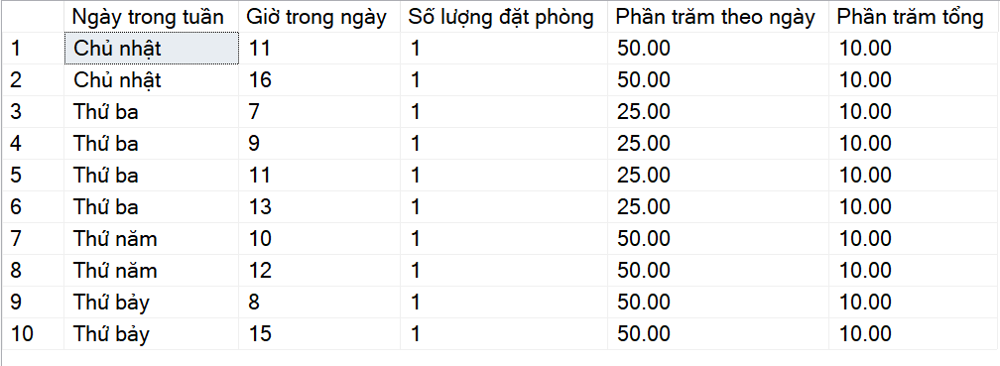 Ngày trong tuần Giờ trong ngày Số lượng đặt phòng Phần trăm theo ngày Phần trăm tổng
1 Chủ nhật 11 1 50.00 10.00
2 Chủ nhật 16 1 50.00 10.00
3 Thứ ba 7 1 25.00 10.00
4 Thứ ba 9 1 25.00 10.00
5 Thứ ba 11 1 25.00 10.00
6 Thứ ba 13 1 25.00 10.00
7 Thứ năm 10 1 50.00 10.00
8 Thứ năm 12 1 50.00 10.00
9 Thứ bảy 8 1 50.00 10.00
10 Thứ bảy 15 1 50.00 10.00